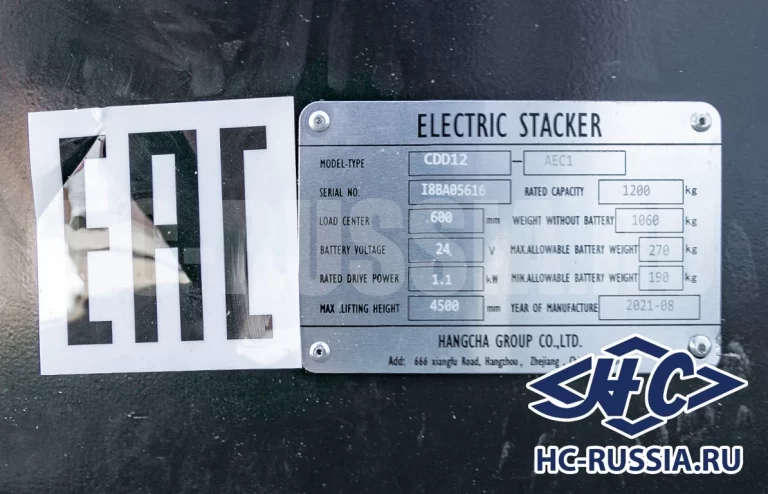 EAC
ELECTRIC STACKER
MODEL-TYPE CDD12 - AEC1
SERIAL NO. I8BA05616 RATED CAPACITY 1200 kg
LOAD CENTER 600 mm WEIGHT WITHOUT BATTERY 1060 kg
BATTERY VOLTAGE 24 V MAX.ALLOWABLE BATTERY WEIGHT 270 kg
RATED DRIVE POWER 1.1 kW MIN.ALLOWABLE BATTERY WEIGHT 190 kg
MAX .LIFTING HEIGHT 4500 mm YEAR OF MANUFACTURE 2021-08
HANGCHA GROUP CO.,LTD.
Add: 666 xiangfu Road, Hangzhou, Zhejiang,
HC
HC-RUSSIA.RU